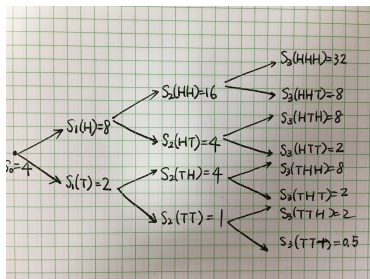 S₀=4
S₁(H)=8
S₁(T)=2
S₂(HH)=16
S₂(HT)=4
S₂(TH)=4
S₂(TT)=1
S₃(HHH)=32
S₃(HHT)=8
S₃(HTH)=8
S₃(HTT)=2
S₃(THH)=8
S₃(THT)=2
S₃(TTH)=2
S₃(TTT)=0.5